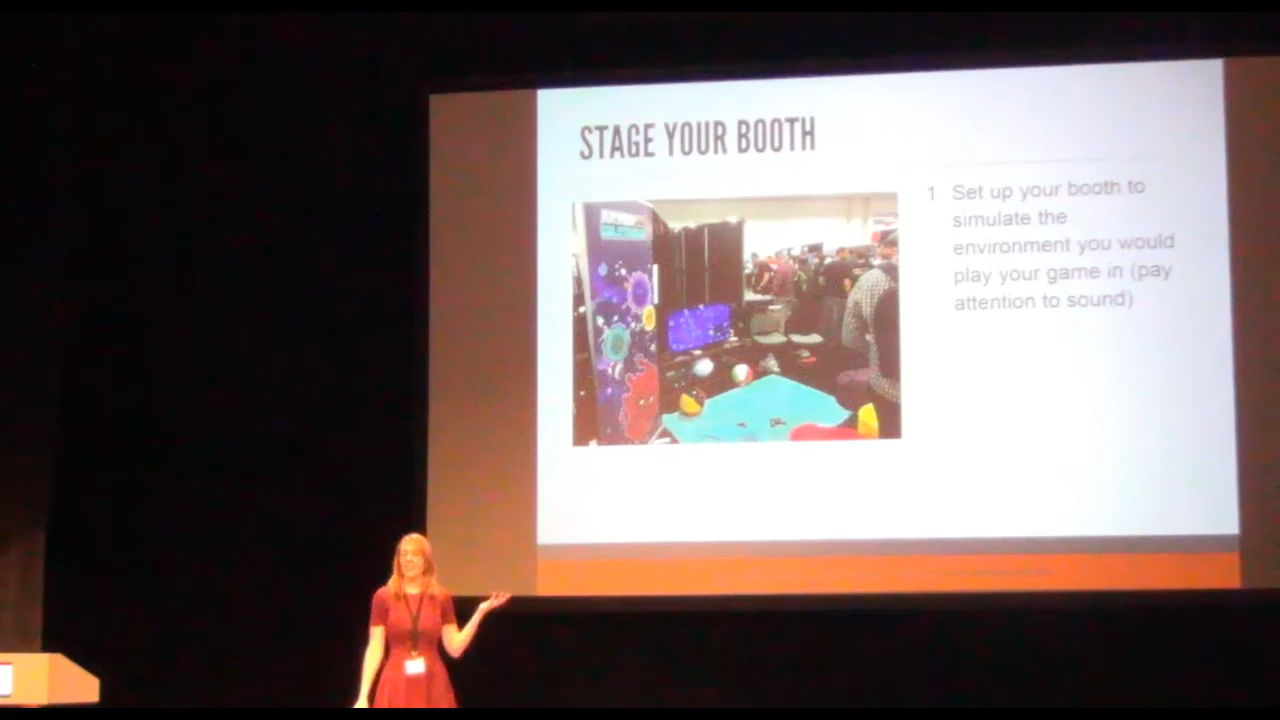 STAGE YOUR BOOTH
1. Set up your booth to
simulate the
environment you would
play your game in (pay
attention to sound)